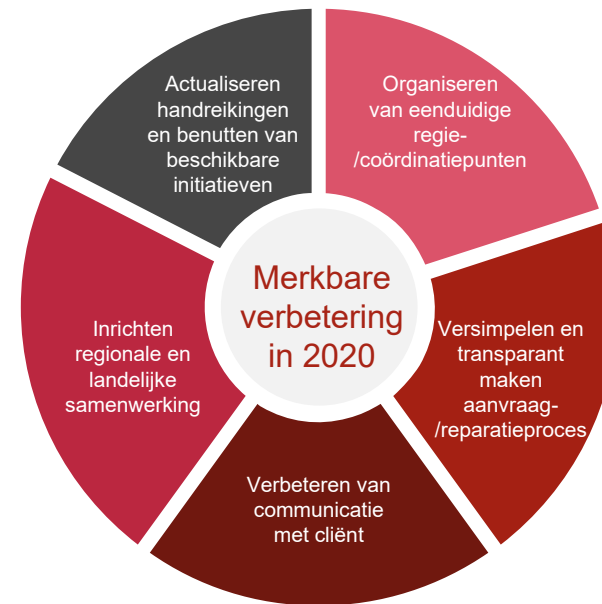 Actualiseren
handreikingen
en benutten van
beschikbare
initiatieven
Organiseren
van eenduidige
regie-
/coördinatiepunten
Merkbare
verbetering
in 2020
Versimpelen en
transparant
maken
aanvraag-
/reparatieproces
Inrichten
regionale en
landelijke
samenwerking
Verbeteren van
communicatie
met cliënt